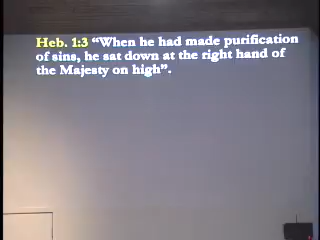 Heb. 1:3 “When he had made purification
of sins, he sat down at the right hand of
the Majesty on high”.